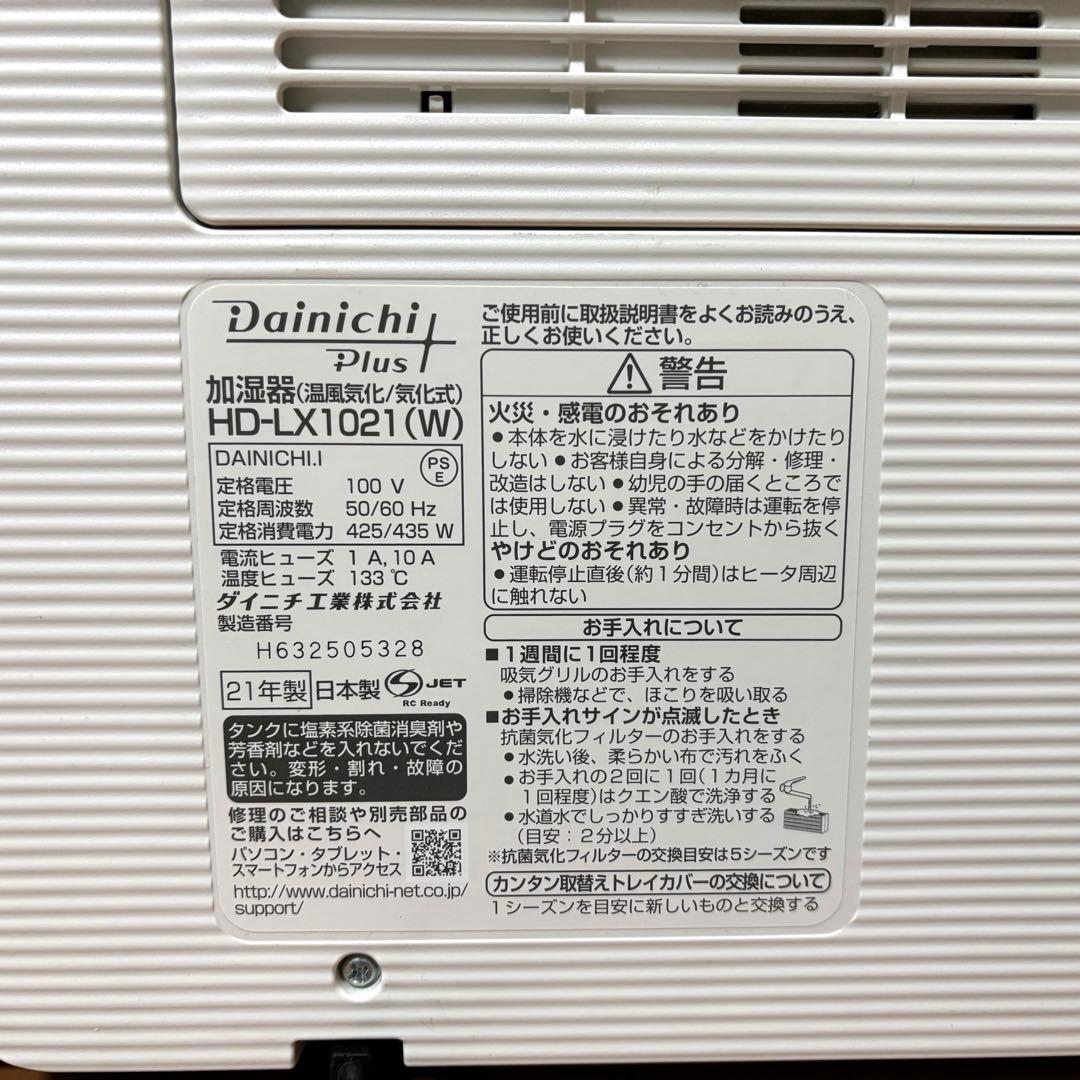 Dainichi
Plus
加湿器(温風気化/気化式)
HD-LX1021(W)
DAINICHI.I
PS
E
定格電圧 100 V
定格周波数 50/60 Hz
定格消費電力 425/435 W
電流ヒューズ 1 A, 10 A
温度ヒューズ 133 ℃
ダイニチ工業株式会社
製造番号
H632505328
21年製 日本製 S JET
RC Ready
タンクに塩素系除菌消臭剤や
芳香剤などを入れないでくだ
さい。変形・割れ・故障の
原因になります。
修理のご相談や別売部品の
ご購入はこちらへ
パソコン・タブレット・
スマートフォンからアクセス
http://www.dainichi-net.co.jp/
support/
ご使用前に取扱説明書をよくお読みのうえ、
正しくお使いください。
警告
火災・感電のおそれあり
●本体を水に浸けたり水などをかけたり
しない ●お客様自身による分解・修理・
改造はしない ●幼児の手の届くところで
は使用しない ●異常・故障時は運転を停
止し、電源プラグをコンセントから抜く
やけどのおそれあり
●運転停止直後(約1分間)はヒータ周辺
に触れない
お手入れについて
■1週間に1回程度
吸気グリルのお手入れをする
●掃除機などで、ほこりを吸い取る
■お手入れサインが点滅したとき
抗菌気化フィルターのお手入れをする
●水洗い後、柔らかい布で汚れをふく
●お手入れの2回に1回(1カ月に
1回程度)はクエン酸で洗浄する
●水道水でしっかりすすぎ洗いする
(目安:2分以上)
※抗菌気化フィルターの交換目安は5シーズンです
カンタン取替えトレイカバーの交換について
1シーズンを目安に新しいものと交換する